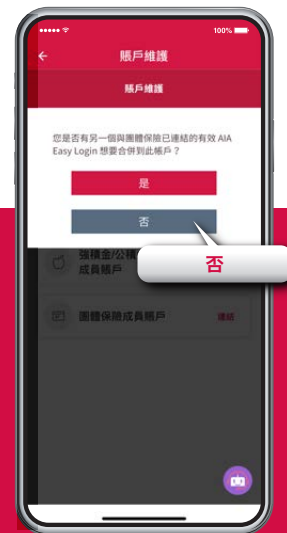 100%
賬戶維護
賬戶維護
您是否有另一個與團體保險已連結的有效 AIA
Easy Login 想要合併到此帳戶？
是
否
強積金/公積
成員賬戶
否
團體保險成員賬戶
連結